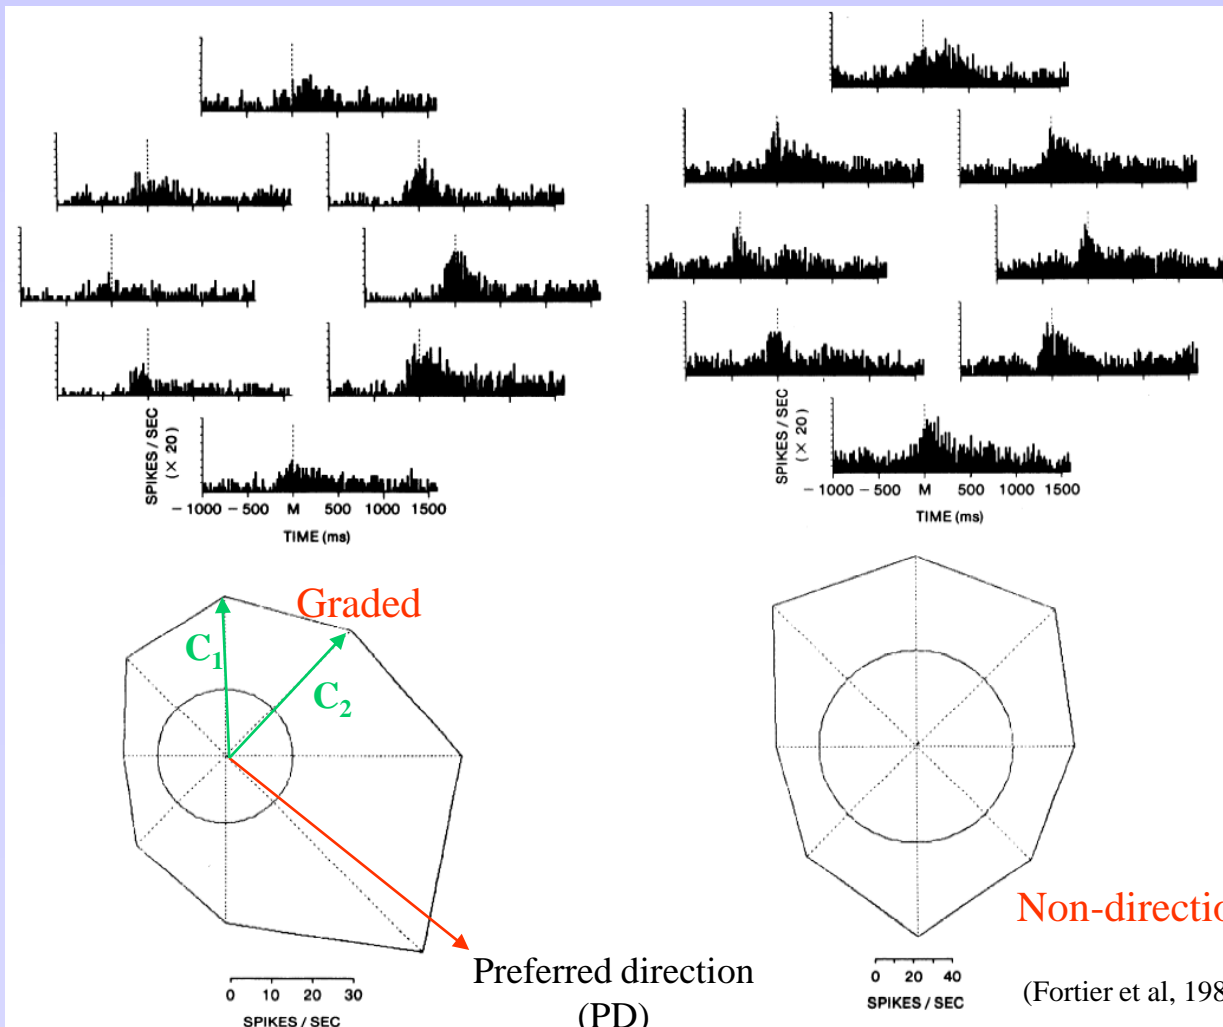 SPIKES / SEC
(× 20)
−1000 −500 M 500 1000 1500
TIME (ms)
SPIKES / SEC
(× 20)
−1000 −500 M 500 1000 1500
TIME (ms)
Graded
C1
C2
Preferred direction
(PD)
0 10 20 30
SPIKES / SEC
Non-directio
0 20 40
SPIKES / SEC
(Fortier et al, 198